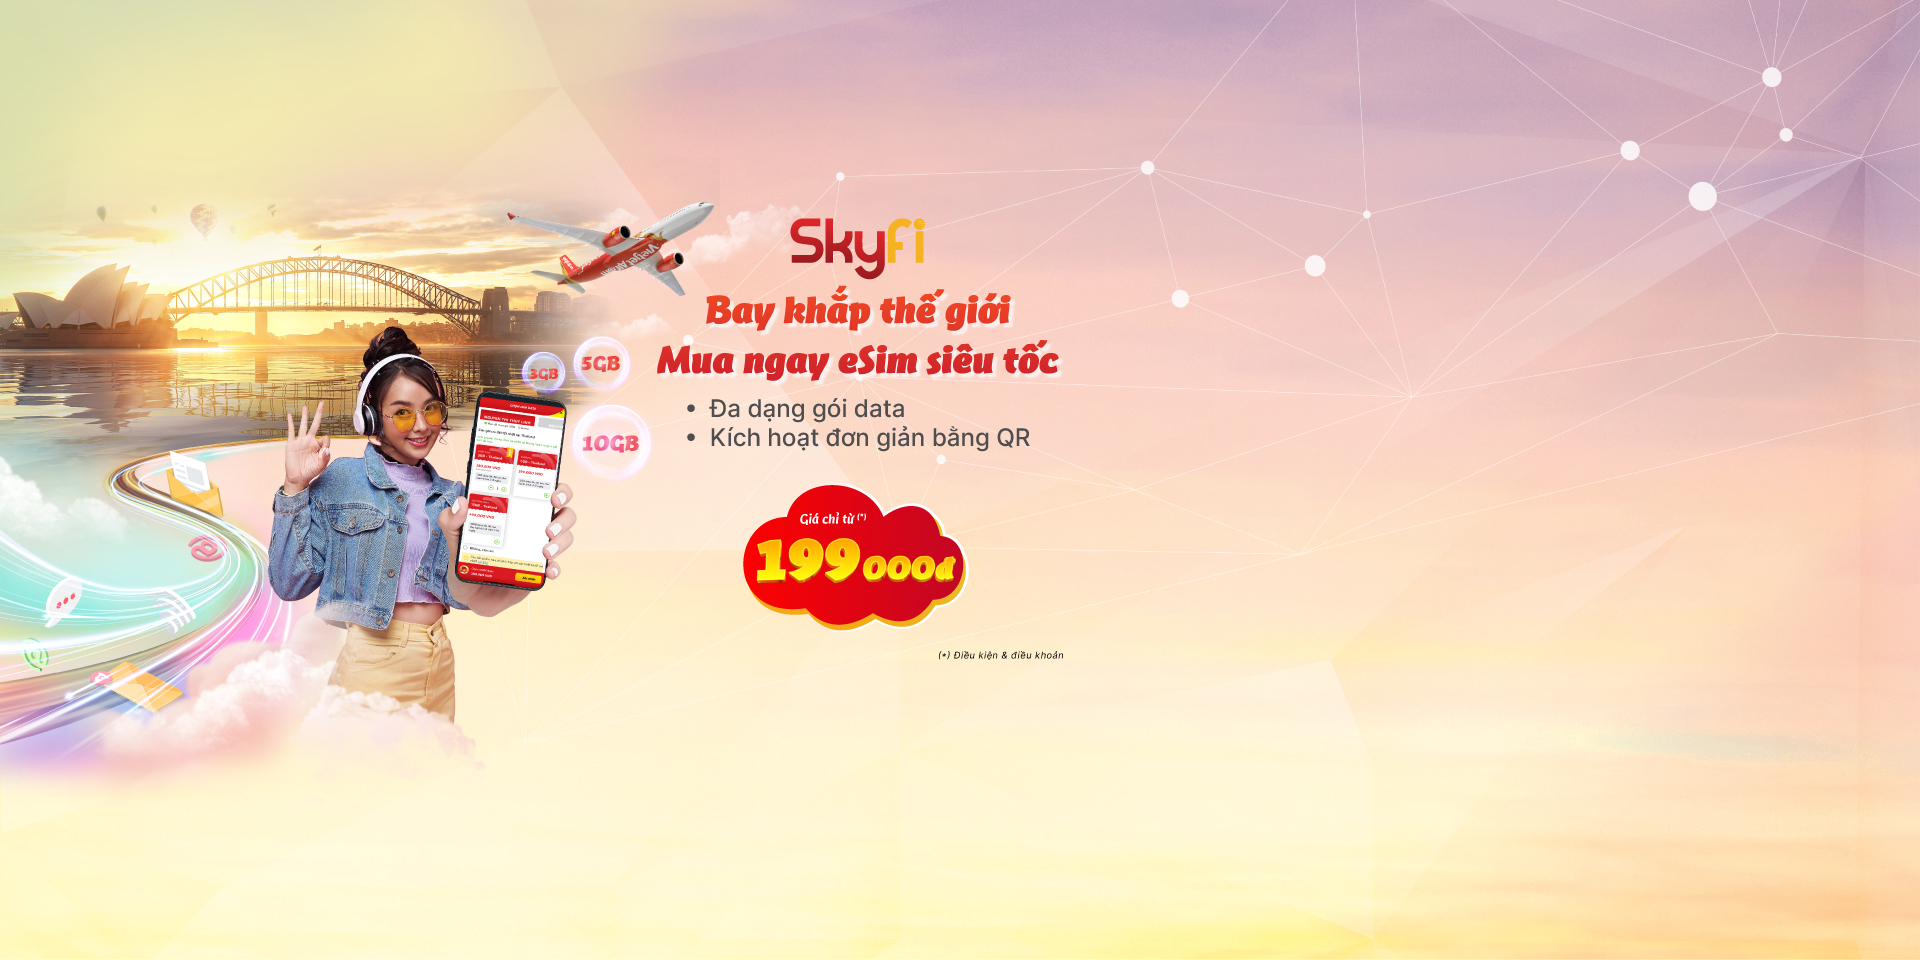 SkyFi
Bay khắp thế giới
Mua ngay eSim siêu tốc
• Đa dạng gói data
• Kích hoạt đơn giản bằng QR
3GB
5GB
10GB
Giá chỉ từ (*)
199 000đ
(*) Điều kiện & điều khoản